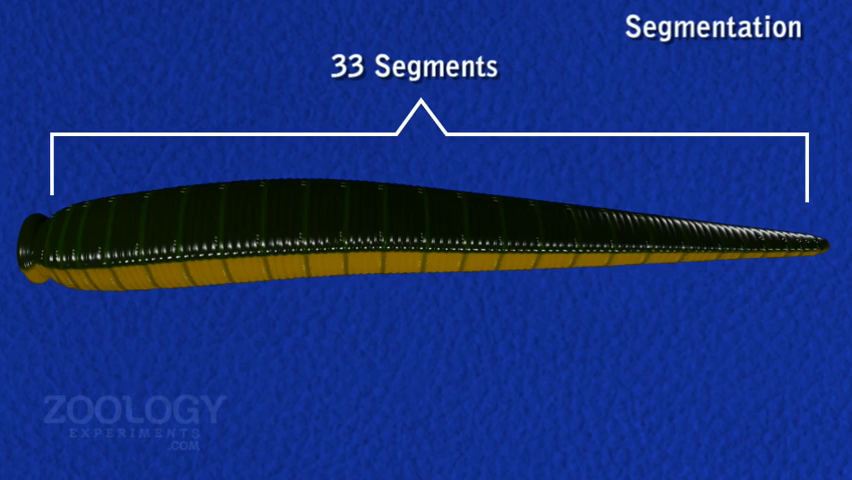 Segmentation
33 Segments
ZOOLOGY
EXPERIMENTS
.COM